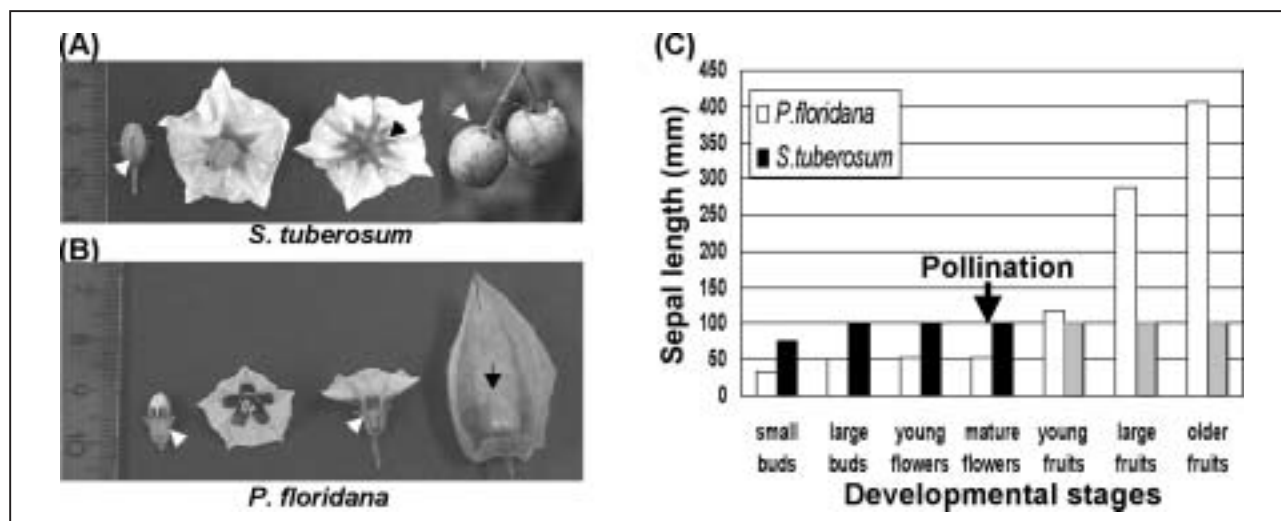 (A)
S. tuberosum
(B)
P. floridana
(C)
450
400
350
300
250
200
150
100
50
0
Sepal length (mm)
P.floridana
S.tuberosum
Pollination
small buds
large buds
young flowers
mature flowers
young fruits
large fruits
older fruits
Developmental stages